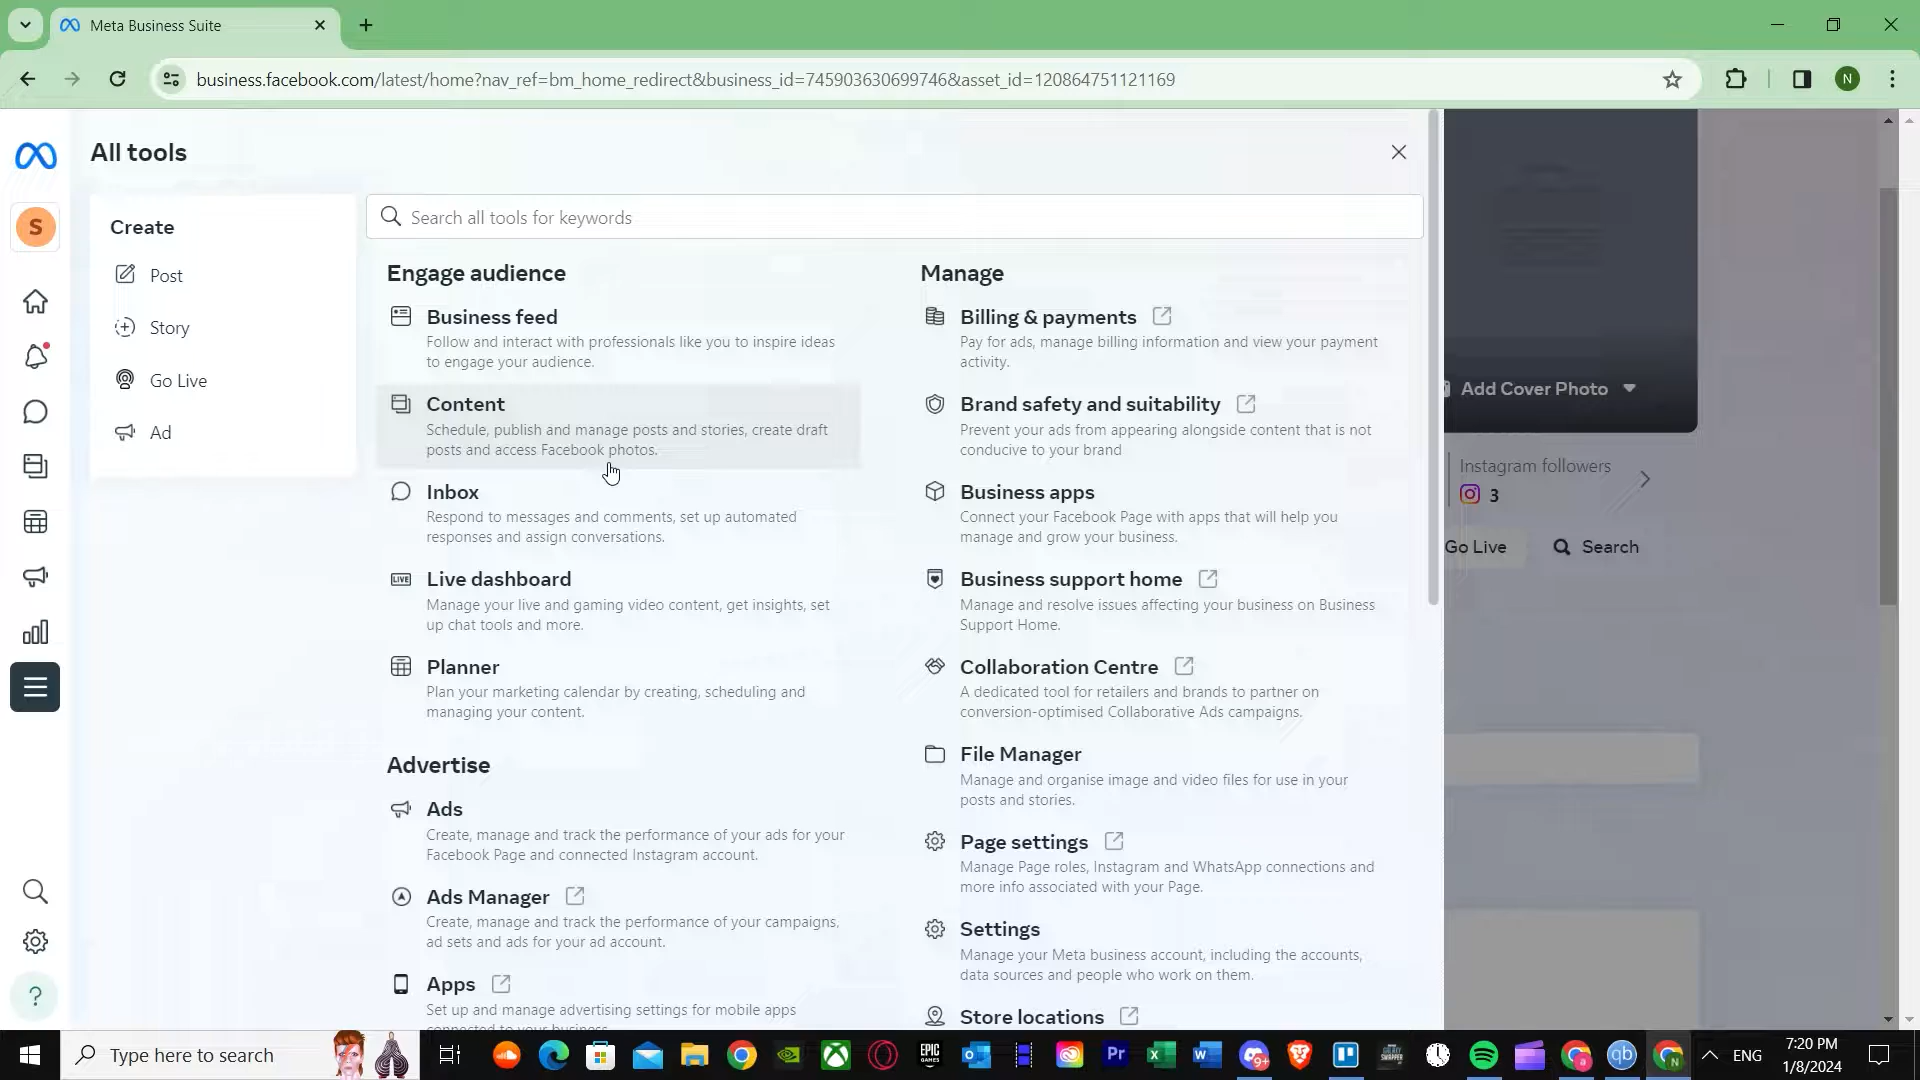 Meta Business Suite
business.facebook.com/latest/home?nav_ref=bm_home_redirect&business_id=745903630699746&asset_id=120864751121169
N
All tools
S
Create
Post
Story
Go Live
Ad
Search all tools for keywords
Engage audience
Business feed
Follow and interact with professionals like you to inspire ideas
to engage your audience.
Content
Schedule, publish and manage posts and stories, create draft
posts and access Facebook photos.
Inbox
Respond to messages and comments, set up automated
responses and assign conversations.
LIVE
Live dashboard
Manage your live and gaming video content, get insights, set
up chat tools and more.
Planner
Plan your marketing calendar by creating, scheduling and
managing your content.
Advertise
Ads
Create, manage and track the performance of your ads for your
Facebook Page and connected Instagram account.
Ads Manager
Create, manage and track the performance of your campaigns,
ad sets and ads for your ad account.
Apps
Set up and manage advertising settings for mobile apps
connected to your business.
Manage
Billing & payments
Pay for ads, manage billing information and view your payment
activity.
Brand safety and suitability
Prevent your ads from appearing alongside content that is not
conducive to your brand
Business apps
Connect your Facebook Page with apps that will help you
manage and grow your business.
Business support home
Manage and resolve issues affecting your business on Business
Support Home.
Collaboration Centre
A dedicated tool for retailers and brands to partner on
conversion-optimised Collaborative Ads campaigns.
File Manager
Manage and organise image and video files for use in your
posts and stories.
Page settings
Manage Page roles, Instagram and WhatsApp connections and
more info associated with your Page.
Settings
Manage your Meta business account, including the accounts,
data sources and people who work on them.
Store locations
Add Cover Photo
Instagram followers
3
Go Live
Search
?
Type here to search
EPIC
GAMES
Pr
9+
qb
N
ENG
7:20 PM
1/8/2024